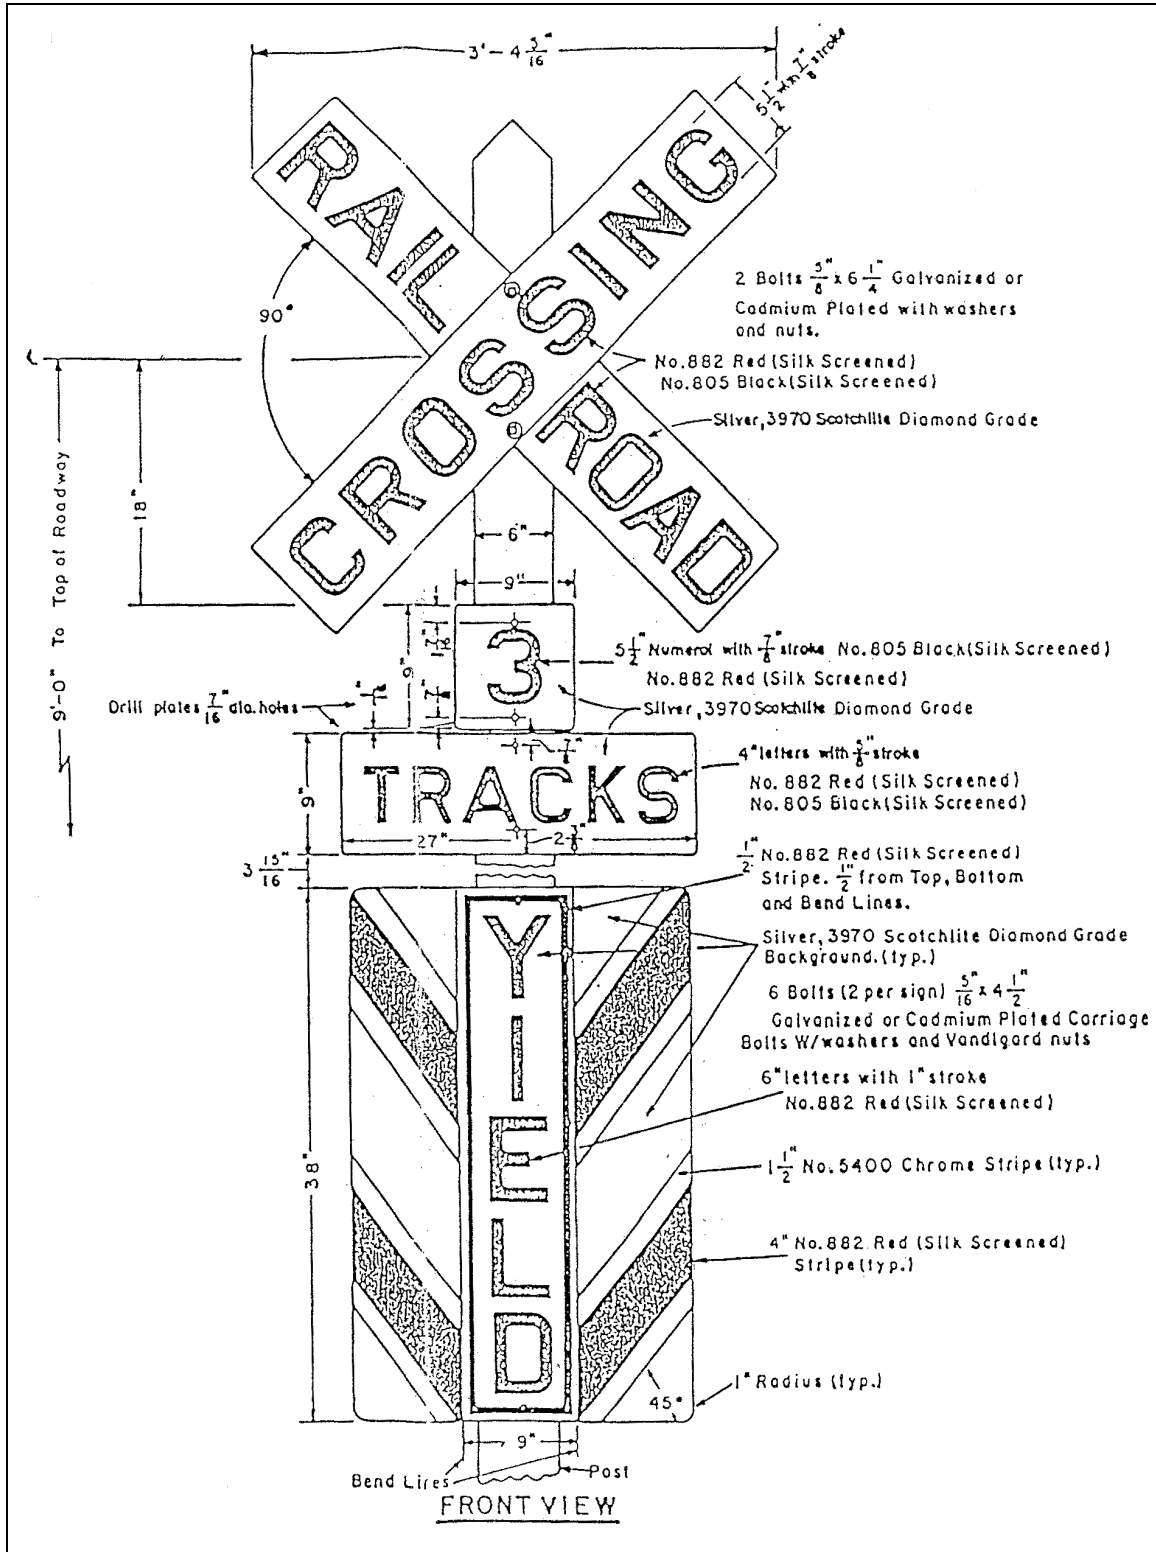 3'-4 5/16"
5 1/2" w/ 7/8" stroke
RAIL
CROSSING
ROAD
90°
2 Bolts 5/8" x 6 1/4" Galvanized or
Cadmium Plated with washers
and nuts.
No.882 Red (Silk Screened)
No.805 Black (Silk Screened)
Silver, 3970 Scotchlite Diamond Grade
9'-0" To Top of Roadway
18"
6"
9"
3
9"
5 1/2" Numeral with 7/8" stroke No.805 Black (Silk Screened)
No.882 Red (Silk Screened)
Drill plates 7/16" dia. holes
Silver, 3970 Scotchlite Diamond Grade
7/8"
TRACKS
4" letters with 5/8" stroke
No.882 Red (Silk Screened)
No.805 Black (Silk Screened)
9"
27"
2 3/8"
3 15/16"
1/2" No.882 Red (Silk Screened)
Stripe. 1/2" from Top, Bottom
and Bend Lines.
YIELD
Silver, 3970 Scotchlite Diamond Grade
Background. (typ.)
6 Bolts (2 per sign) 5/16" x 4 1/2"
Galvanized or Cadmium Plated Carriage
Bolts W/washers and Vandlgard nuts
6" letters with 1" stroke
No.882 Red (Silk Screened)
38"
1 1/2" No.5400 Chrome Stripe (typ.)
4" No.882 Red (Silk Screened)
Stripe (typ.)
1" Radius (typ.)
45°
9"
Bend Lires
Post
FRONT VIEW